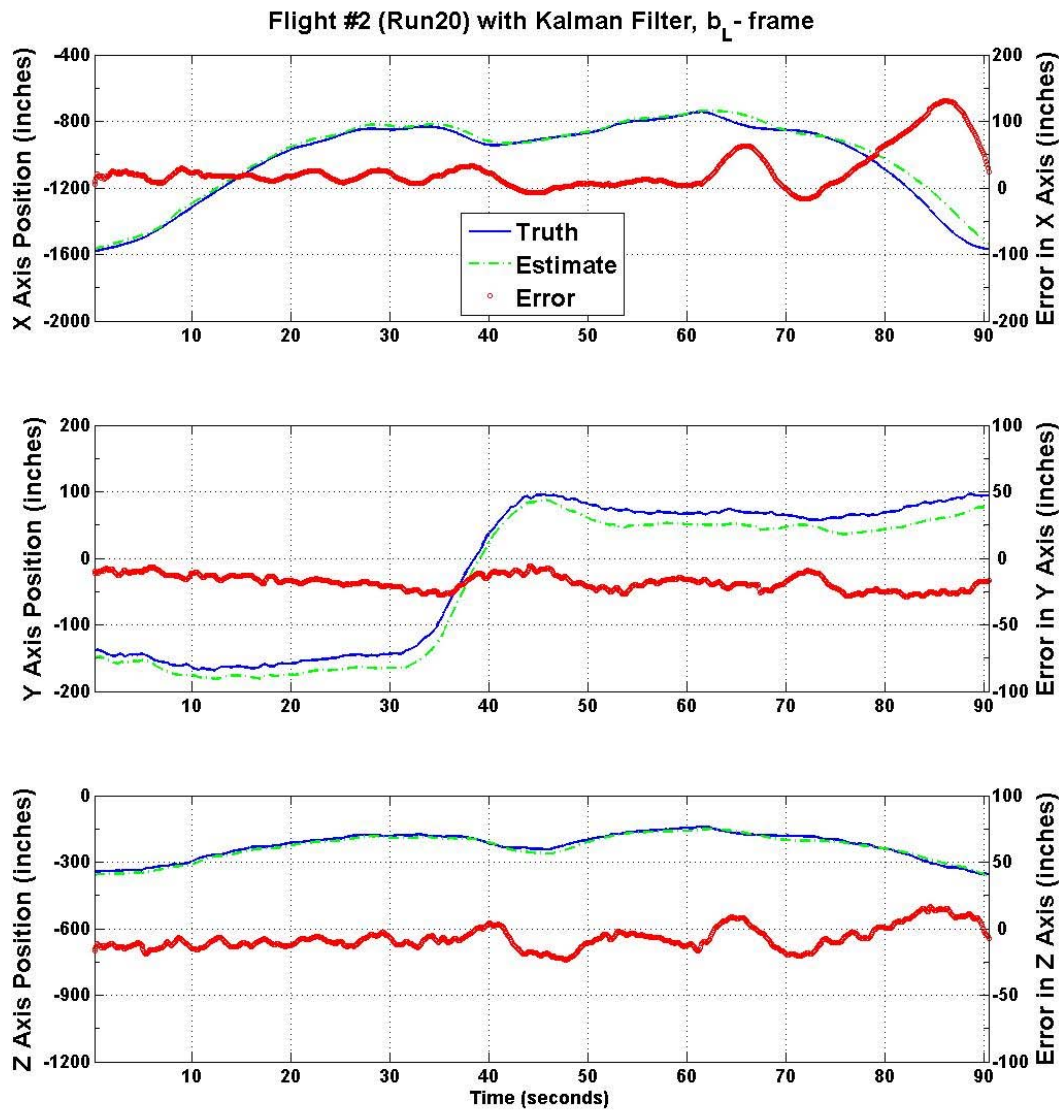 Flight #2 (Run20) with Kalman Filter, b_L- frame
X Axis Position (inches)
-400
-800
-1200
-1600
-2000
200
100
0
-100
-200
Error in X Axis (inches)
Truth
Estimate
Error
10 20 30 40 50 60 70 80 90
Y Axis Position (inches)
200
100
0
-100
-200
100
50
0
-50
-100
Error in Y Axis (inches)
10 20 30 40 50 60 70 80 90
Z Axis Position (inches)
0
-300
-600
-900
-1200
100
50
0
-50
-100
Error in Z Axis (inches)
10 20 30 40 50 60 70 80 90
Time (seconds)